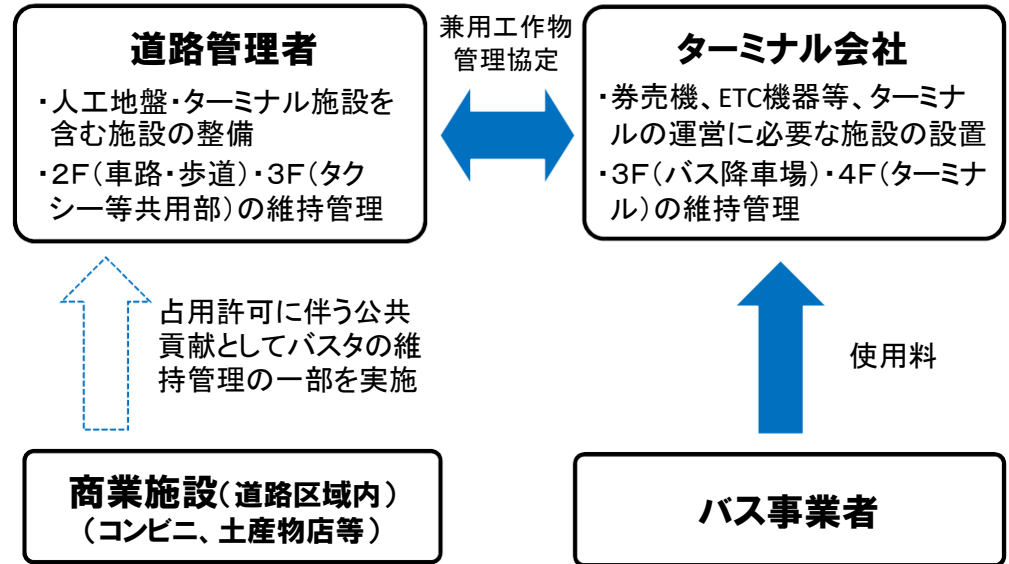 道路管理者
・人工地盤・ターミナル施設を
含む施設の整備
・２Ｆ（車路・歩道）・３Ｆ（タク
シー等共用部）の維持管理
兼用工作物
管理協定
ターミナル会社
・券売機、ETC機器等、ターミナ
ルの運営に必要な施設の設置
・３Ｆ（バス降車場）・４Ｆ（ターミナ
ル）の維持管理
占用許可に伴う公共
貢献としてバスタの維
持管理の一部を実施
使用料
商業施設（道路区域内）
（コンビニ、土産物店等）
バス事業者